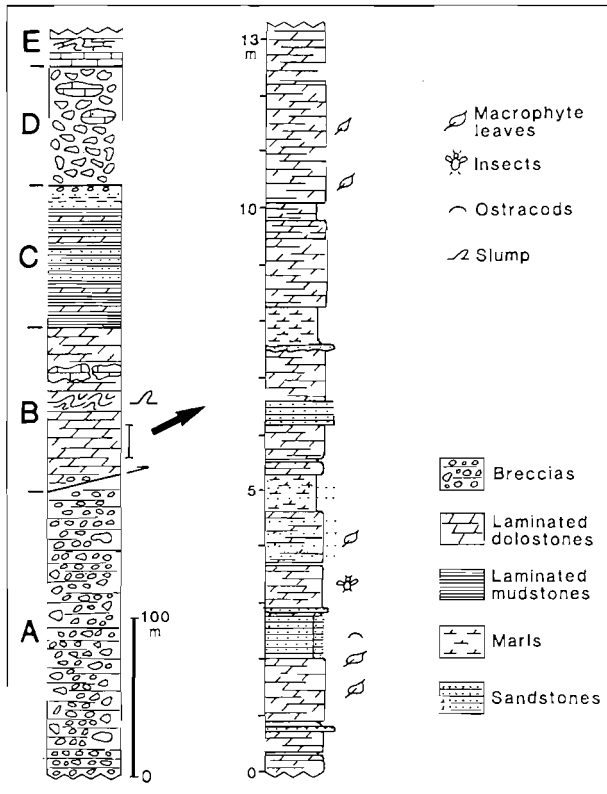 E
D
C
B
A
100
m
0
13
m
10
5
0
Macrophyte
leaves
Insects
Ostracods
Slump
Breccias
Laminated
dolostones
Laminated
mudstones
Marls
Sandstones